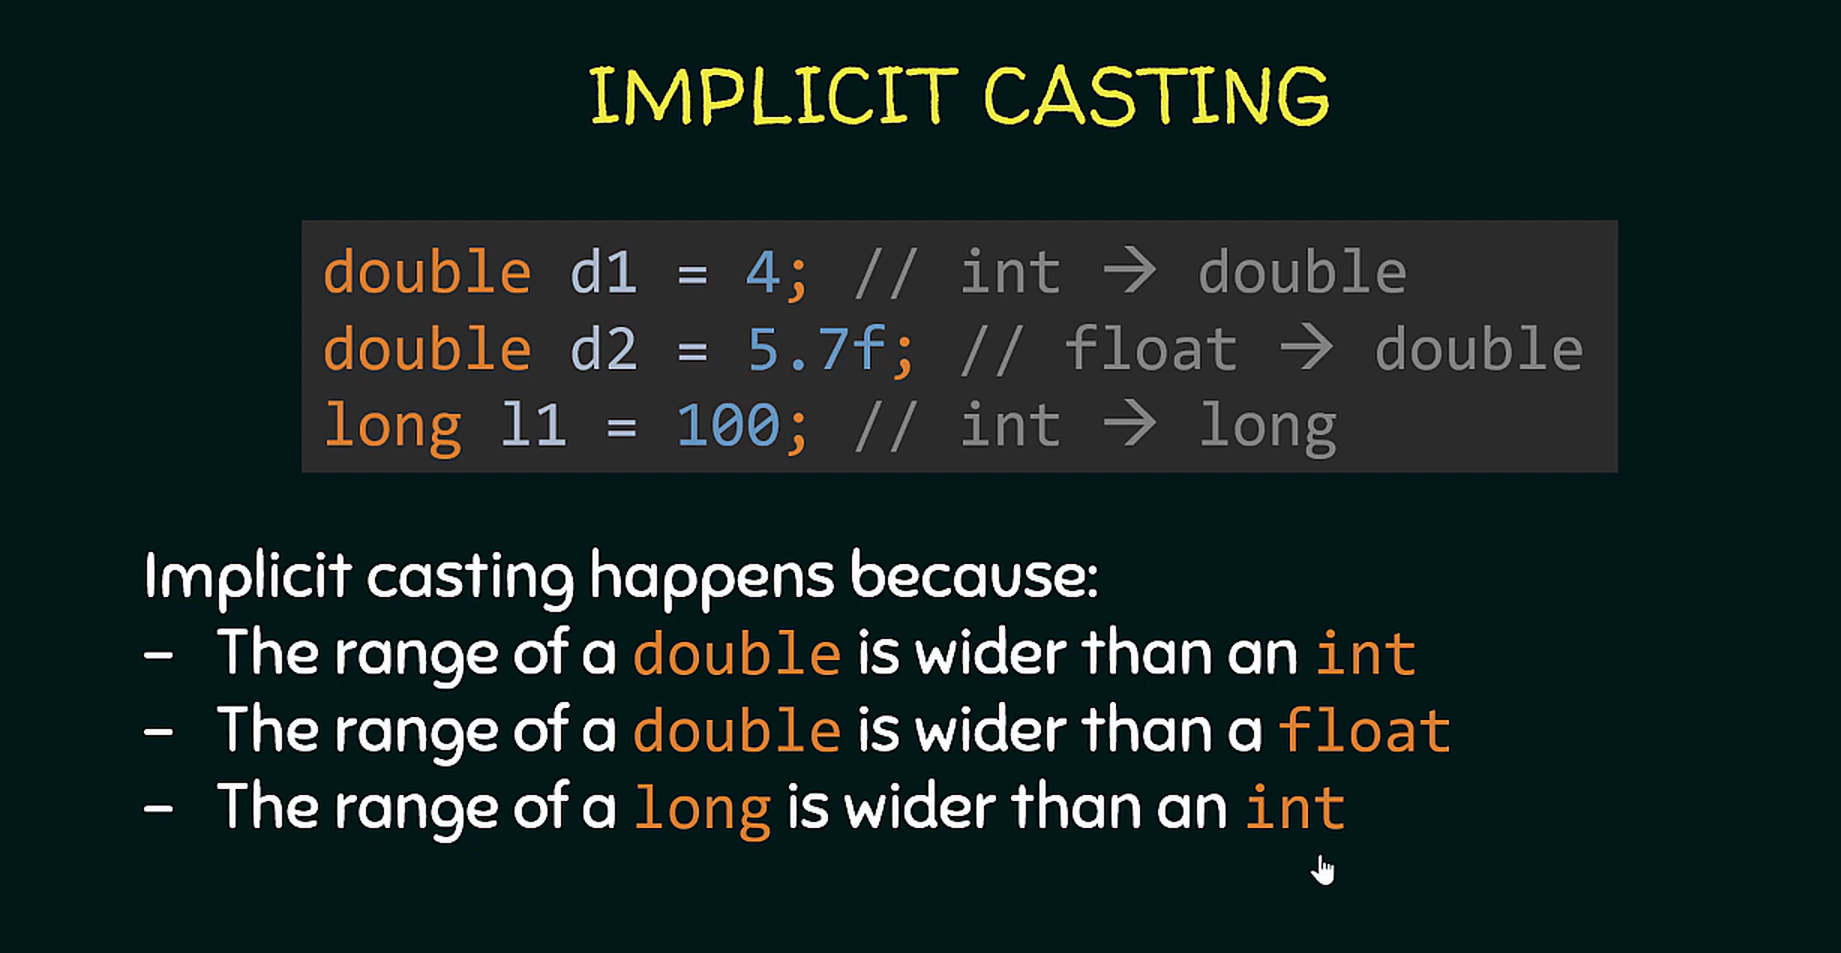 IMPLICIT CASTING
double d1 = 4; // int → double
double d2 = 5.7f; // float → double
long l1 = 100; // int → long
Implicit casting happens because:
- The range of a double is wider than an int
- The range of a double is wider than a float
- The range of a long is wider than an int